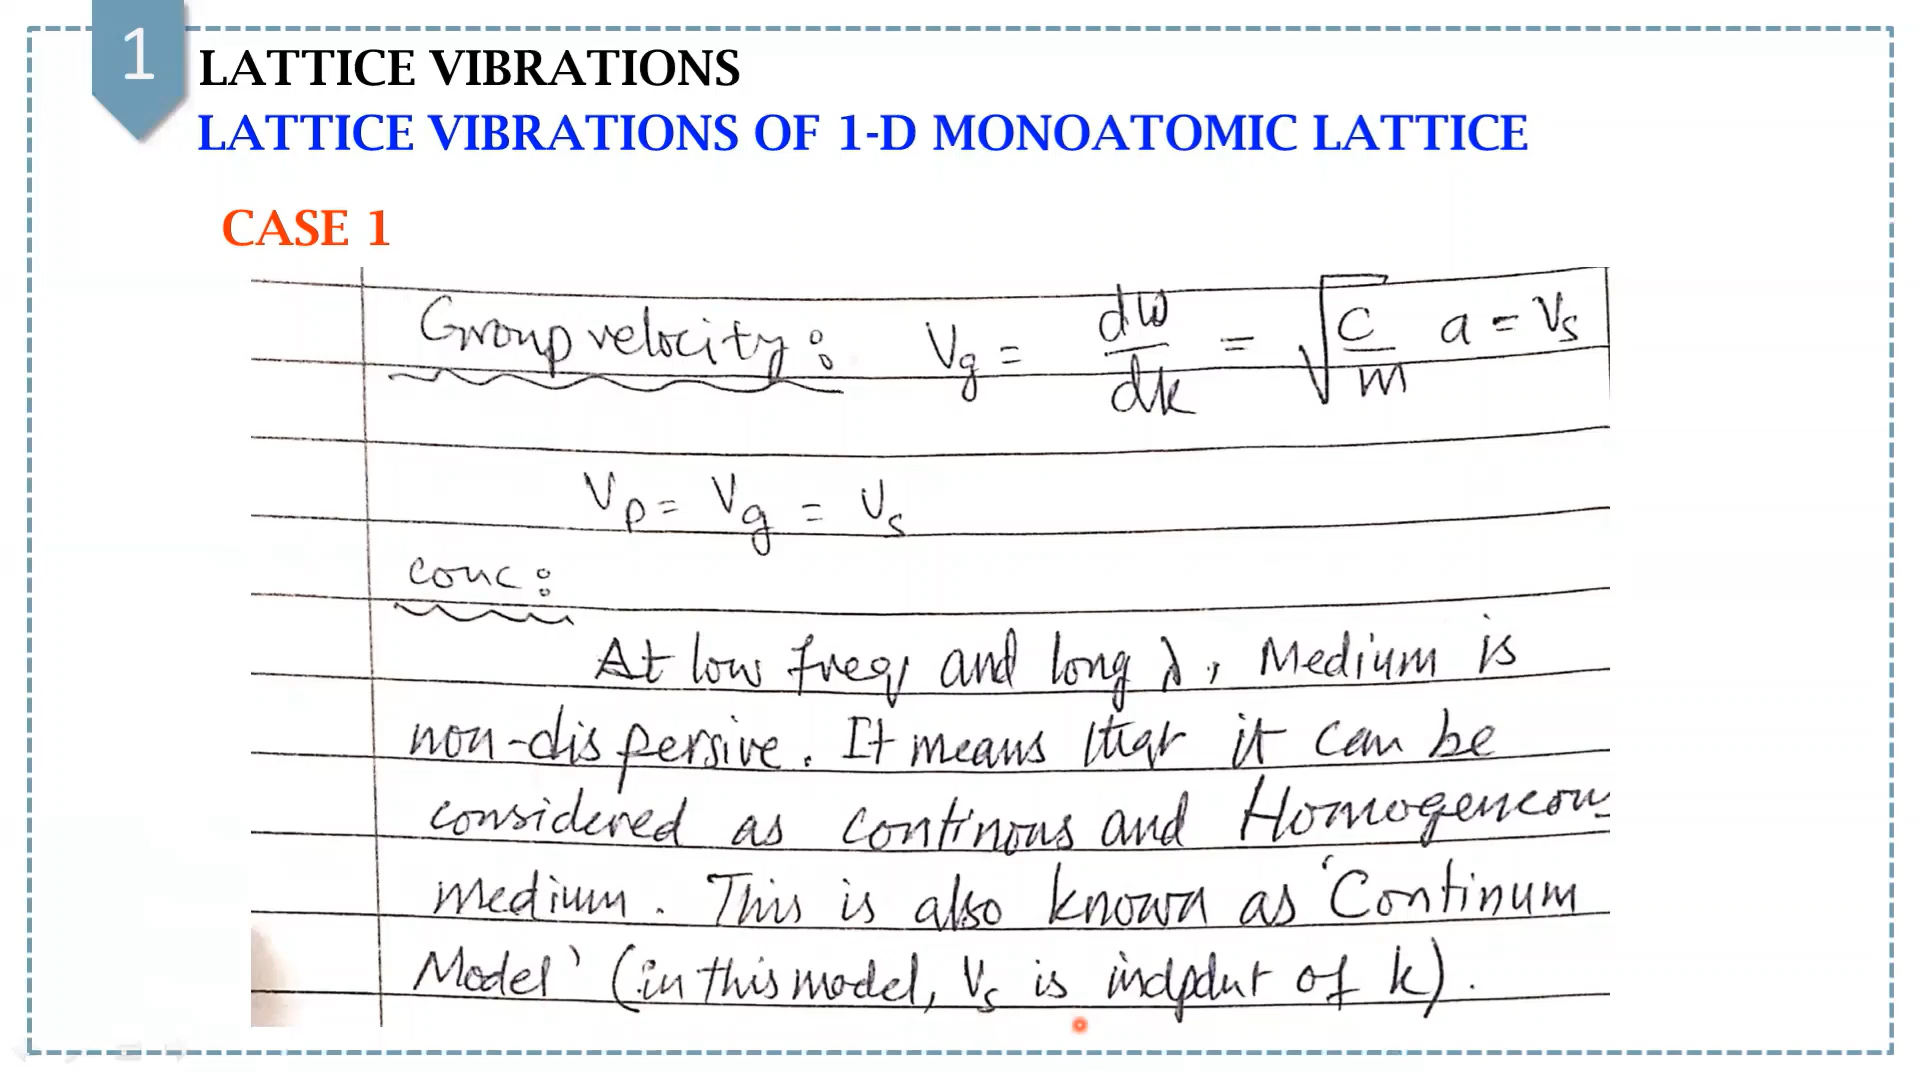 1
LATTICE VIBRATIONS
LATTICE VIBRATIONS OF 1-D MONOATOMIC LATTICE
CASE 1
Group velocity: Vg = dω/dk = √(C/m) a = Vs
Vp = Vg = Vs
conc:
At low freq, and long λ, Medium is
non-dispersive. It means that it can be
considered as continous and Homogeneous
medium. This is also known as 'Continum
Model' (in this model, Vs is indpdnt of k).